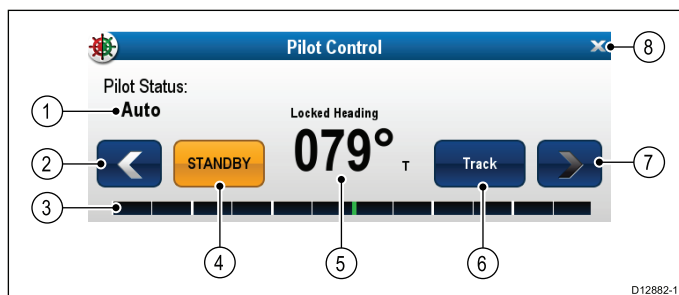 Pilot Control
8
Pilot Status:
1
Auto
Locked Heading
2
STANDBY
079° T
Track
7
3
4
5
6
D12882-1